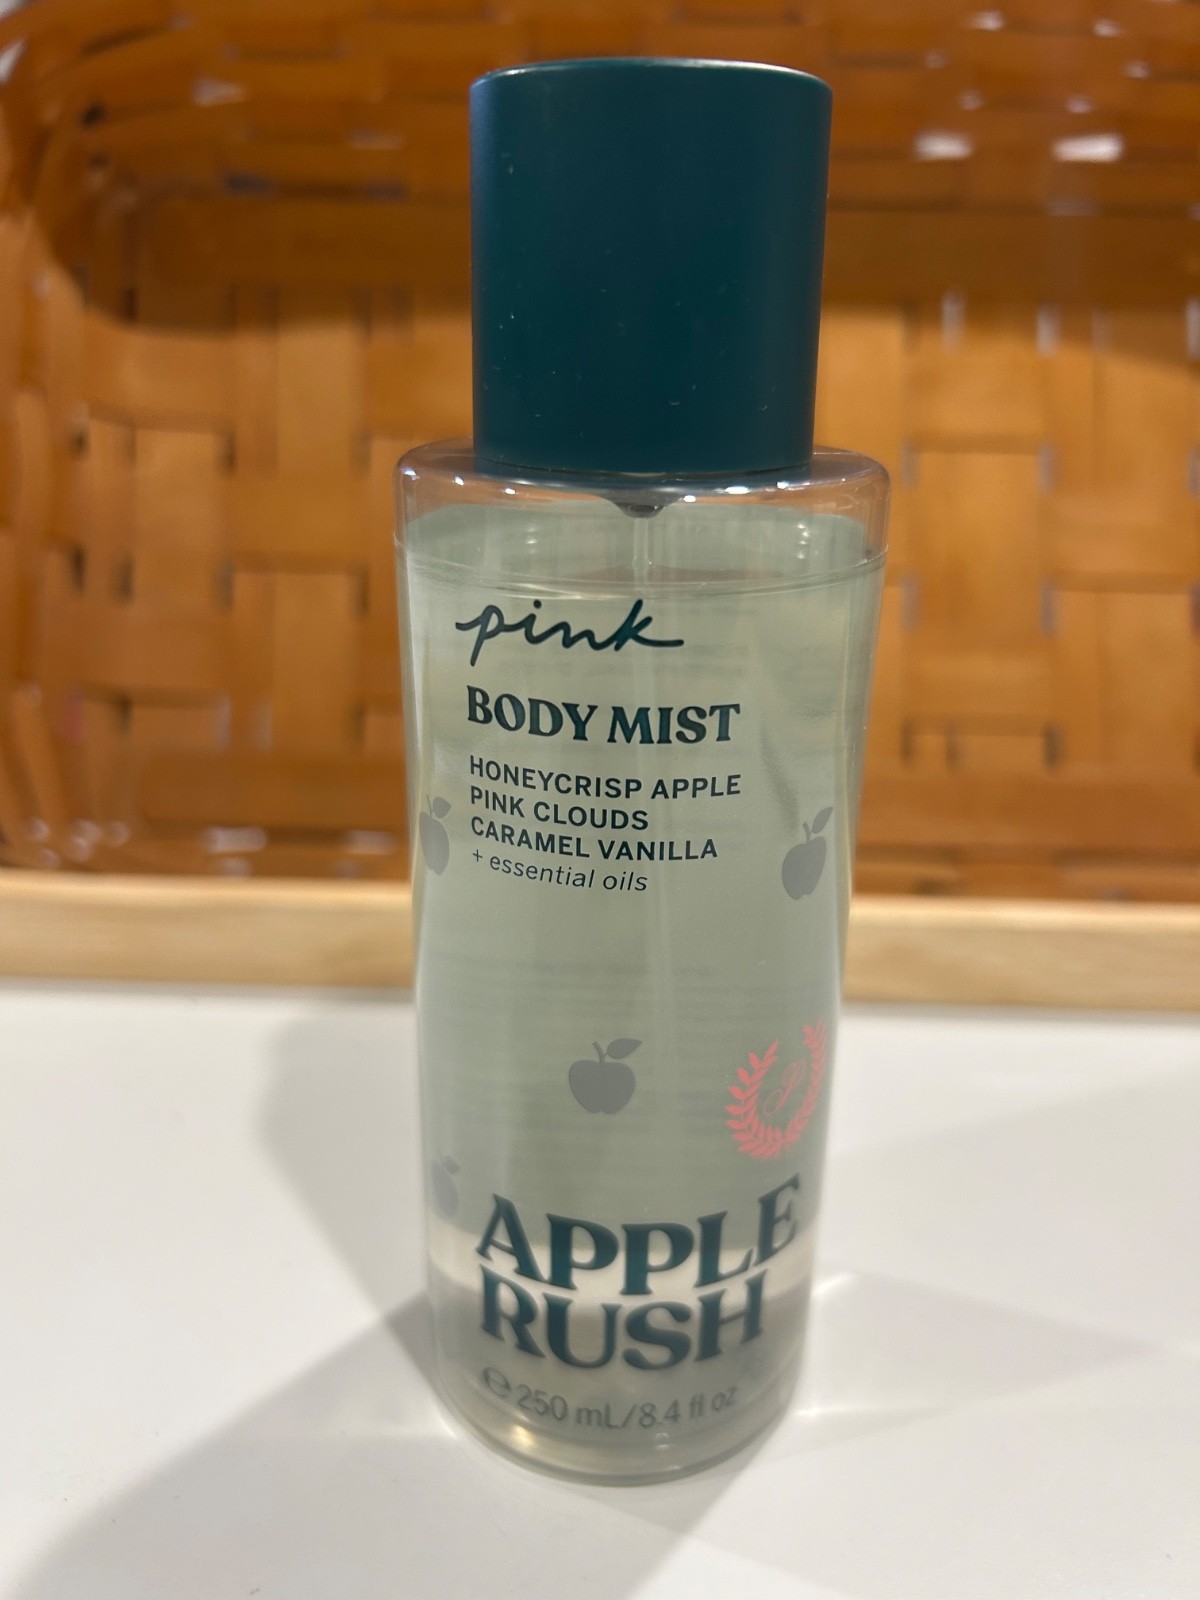 pink
BODY MIST
HONEYCRISP APPLE
PINK CLOUDS
CARAMEL VANILLA
+ essential oils
P
APPLE
RUSH
℮ 250 mL/8.4 fl oz